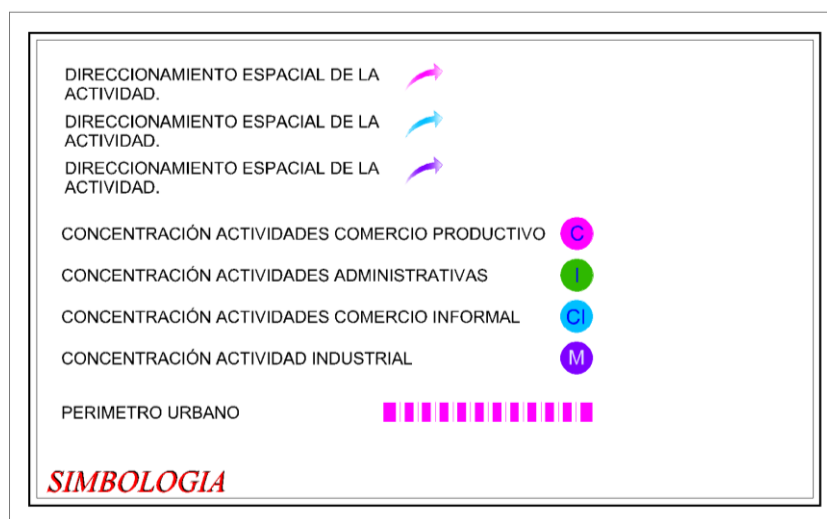 DIRECCIONAMIENTO ESPACIAL DE LA
ACTIVIDAD.
DIRECCIONAMIENTO ESPACIAL DE LA
ACTIVIDAD.
DIRECCIONAMIENTO ESPACIAL DE LA
ACTIVIDAD.
CONCENTRACIÓN ACTIVIDADES COMERCIO PRODUCTIVO C
CONCENTRACIÓN ACTIVIDADES ADMINISTRATIVAS I
CONCENTRACIÓN ACTIVIDADES COMERCIO INFORMAL CI
CONCENTRACIÓN ACTIVIDAD INDUSTRIAL M
PERIMETRO URBANO
SIMBOLOGIA